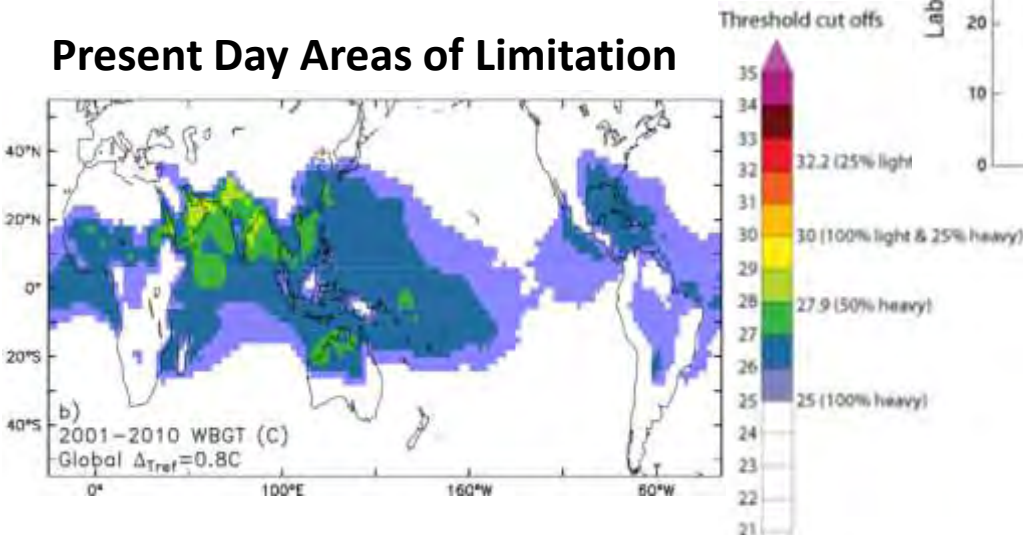 Present Day Areas of Limitation
40°N
20°N
0°
20°S
40°S
b)
2001-2010 WBGT (C)
Global ΔTref=0.8C
0°
100°E
160°W
60°W
Threshold cut offs
35
34
33
32
32.2 (25% light
31
30
30 (100% light & 25% heavy)
29
28
27.9 (50% heavy)
27
26
25
25 (100% heavy)
24
23
22
21
Lab
20
10
0